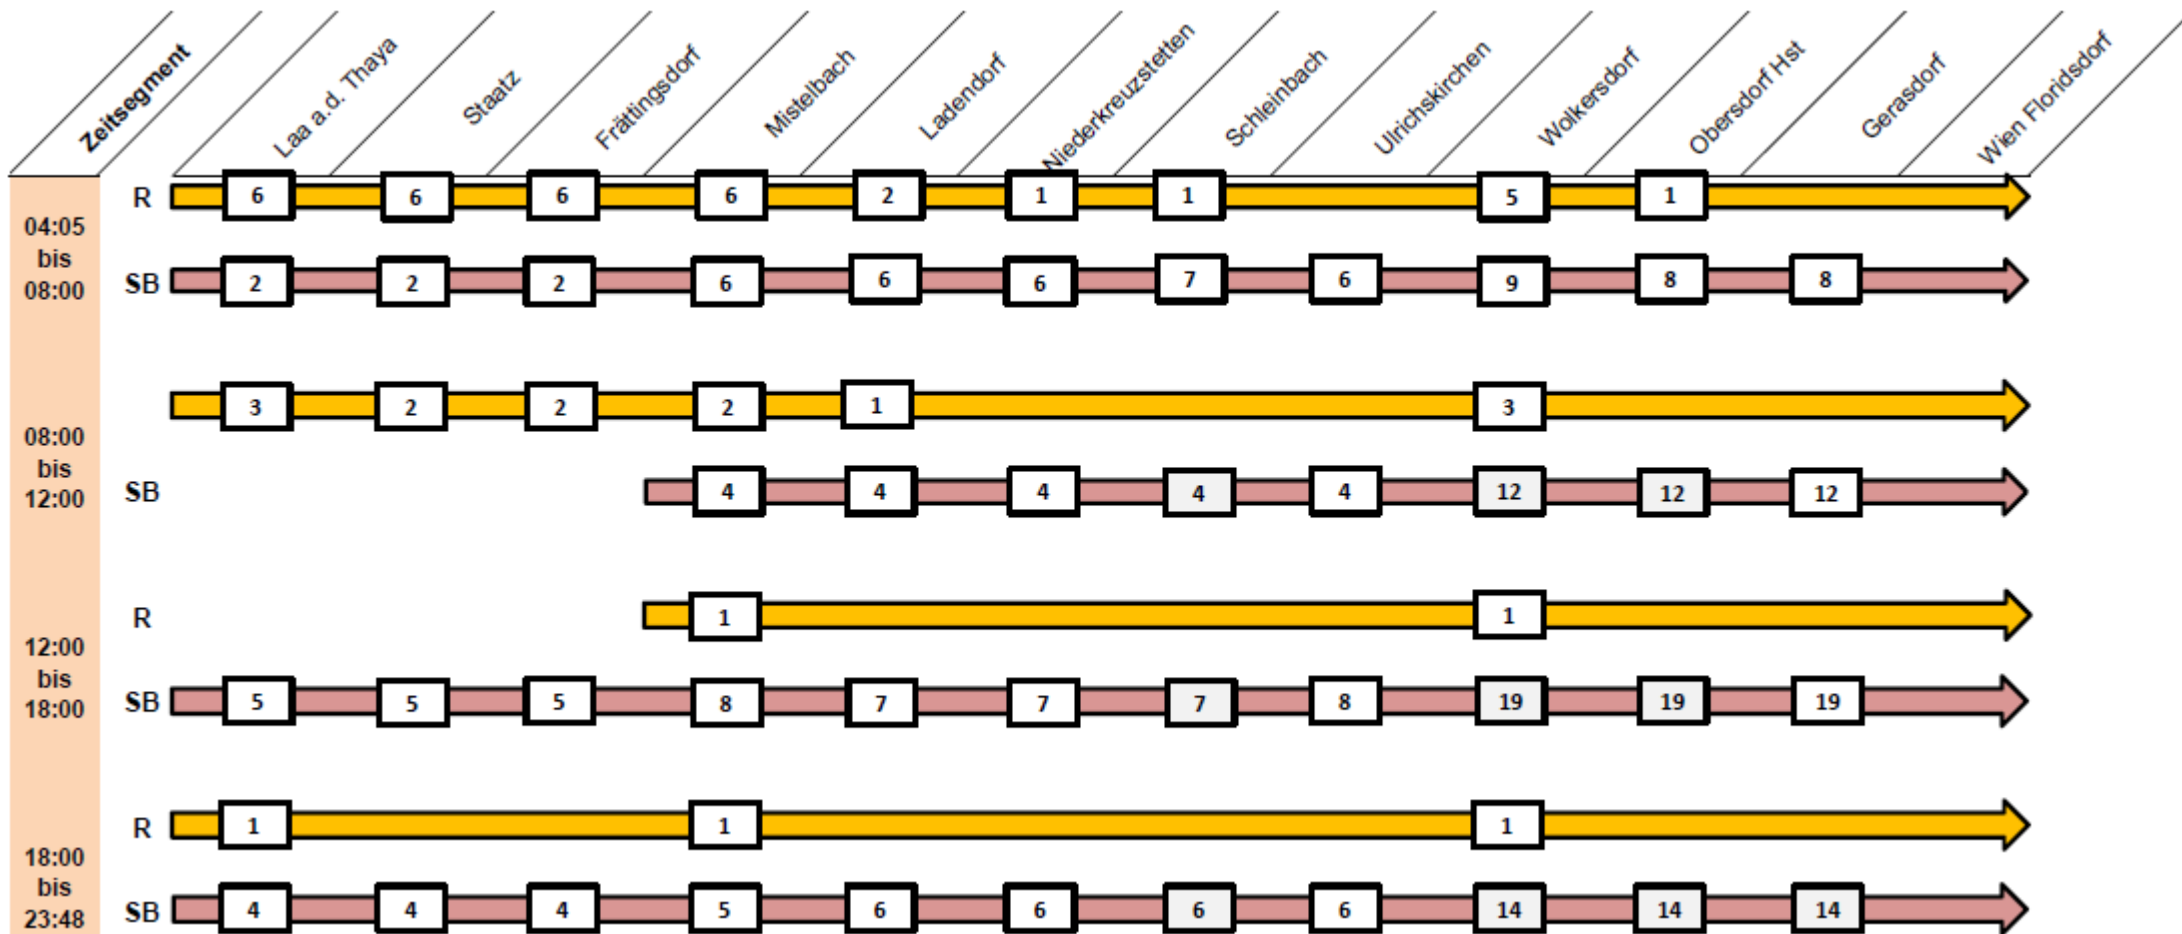 Zeitsegment Laa a.d. Thaya Staatz Frättingsdorf Mistelbach Ladendorf Niederkreuzstetten Schleinbach Ulrichskirchen Wolkersdorf Obersdorf Hst Gerasdorf Wien Floridsdorf
04:05
bis
08:00
R 6 6 6 6 2 1 1 5 1
SB 2 2 2 6 6 6 7 6 9 8 8
08:00
bis
12:00
3 2 2 2 1 3
SB 4 4 4 4 4 12 12 12
12:00
bis
18:00
R 1 1
SB 5 5 5 8 7 7 7 8 19 19 19
18:00
bis
23:48
R 1 1 1
SB 4 4 4 5 6 6 6 6 14 14 14